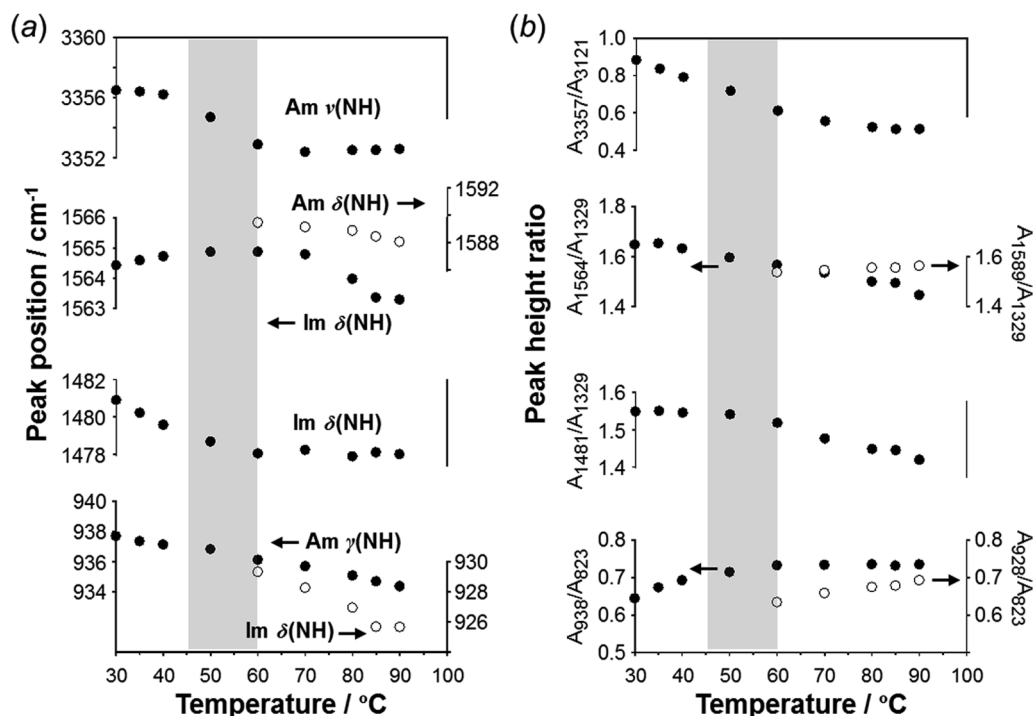 (a)
Peak position / cm⁻¹
3360
3356
3352
Am ν(NH)
Am δ(NH)
1592
1588
1566
1565
1564
1563
Im δ(NH)
1482
1480
1478
Im δ(NH)
940
938
936
934
Am γ(NH)
930
928
926
Im δ(NH)
30 40 50 60 70 80 90 100
Temperature / °C
(b)
Peak height ratio
A₃₃₅₇/A₃₁₂₁
1.0
0.8
0.6
0.4
A₁₅₆₄/A₁₃₂₉
1.8
1.6
1.4
1.6
1.4
A₁₅₈₉/A₁₃₂₉
A₁₄₈₁/A₁₃₂₉
1.6
1.5
1.4
A₉₃₈/A₈₂₃
0.8
0.7
0.6
0.5
0.8
0.7
0.6
A₉₂₈/A₈₂₃
30 40 50 60 70 80 90 100
Temperature / °C